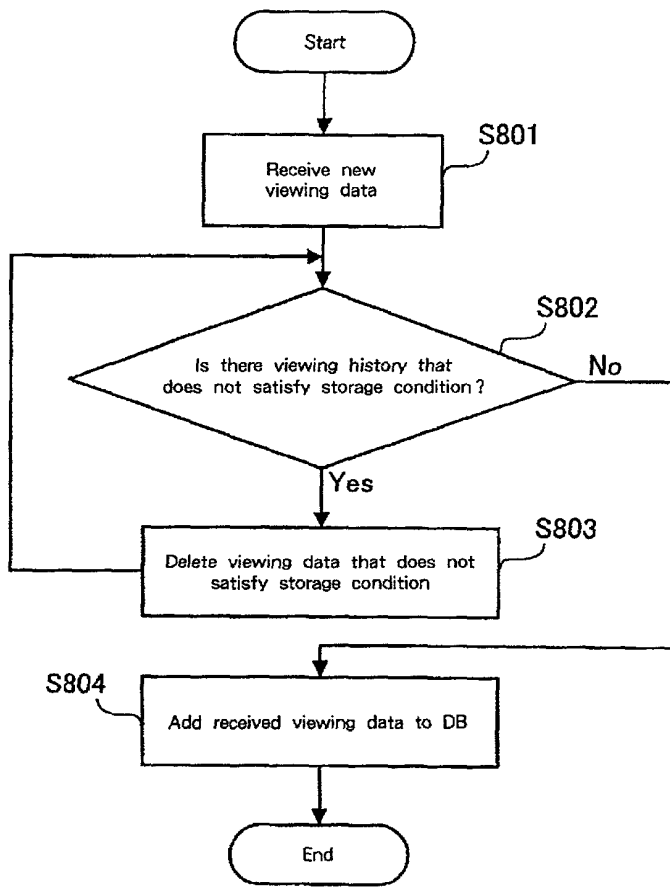 Start
S801
Receive new
viewing data
S802
Is there viewing history that
does not satisfy storage condition?
No
Yes
S803
Delete viewing data that does not
satisfy storage condition
S804
Add received viewing data to DB
End